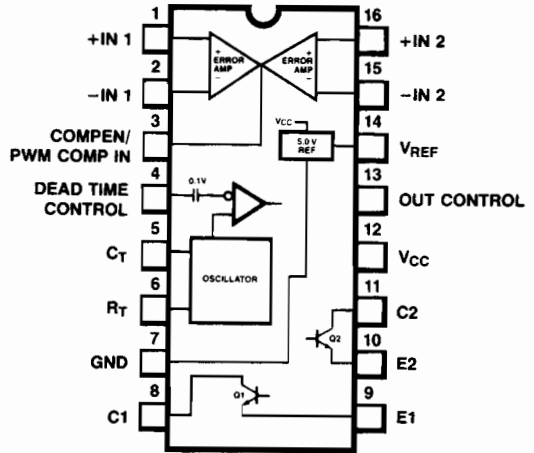 1
+IN 1
2
−IN 1
3
COMPEN/
PWM COMP IN
4
DEAD TIME
CONTROL
5
CT
6
RT
7
GND
8
C1
+
ERROR
AMP
−
+
ERROR
AMP
−
VCC
5.0 V
REF
0.1V
OSCILLATOR
Q2
Q1
16
+IN 2
15
−IN 2
14
VREF
13
OUT CONTROL
12
VCC
11
C2
10
E2
9
E1